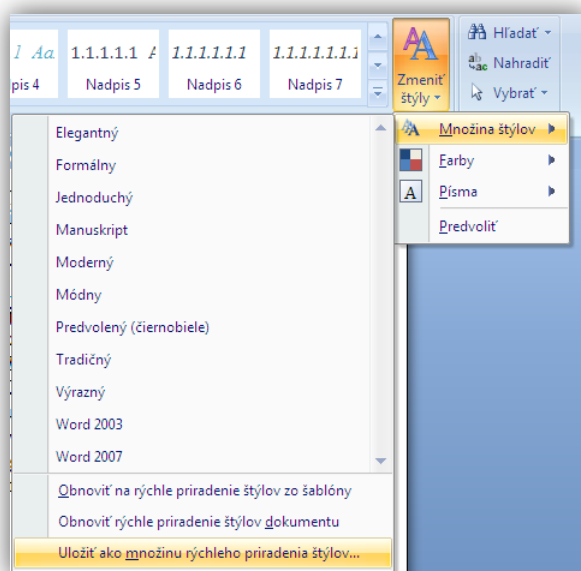 1 Aa 1.1.1.1.1 A 1.1.1.1.1.1 1.1.1.1.1.1.1
pis 4 Nadpis 5 Nadpis 6 Nadpis 7
Zmeniť
štýly
Hľadať
Nahradiť
Vybrať
Množina štýlov
Farby
Písma
Predvoliť
Elegantný
Formálny
Jednoduchý
Manuskript
Moderný
Módny
Predvolený (čiernobiele)
Tradičný
Výrazný
Word 2003
Word 2007
Obnoviť na rýchle priradenie štýlov zo šablóny
Obnoviť rýchle priradenie štýlov dokumentu
Uložiť ako množinu rýchleho priradenia štýlov...